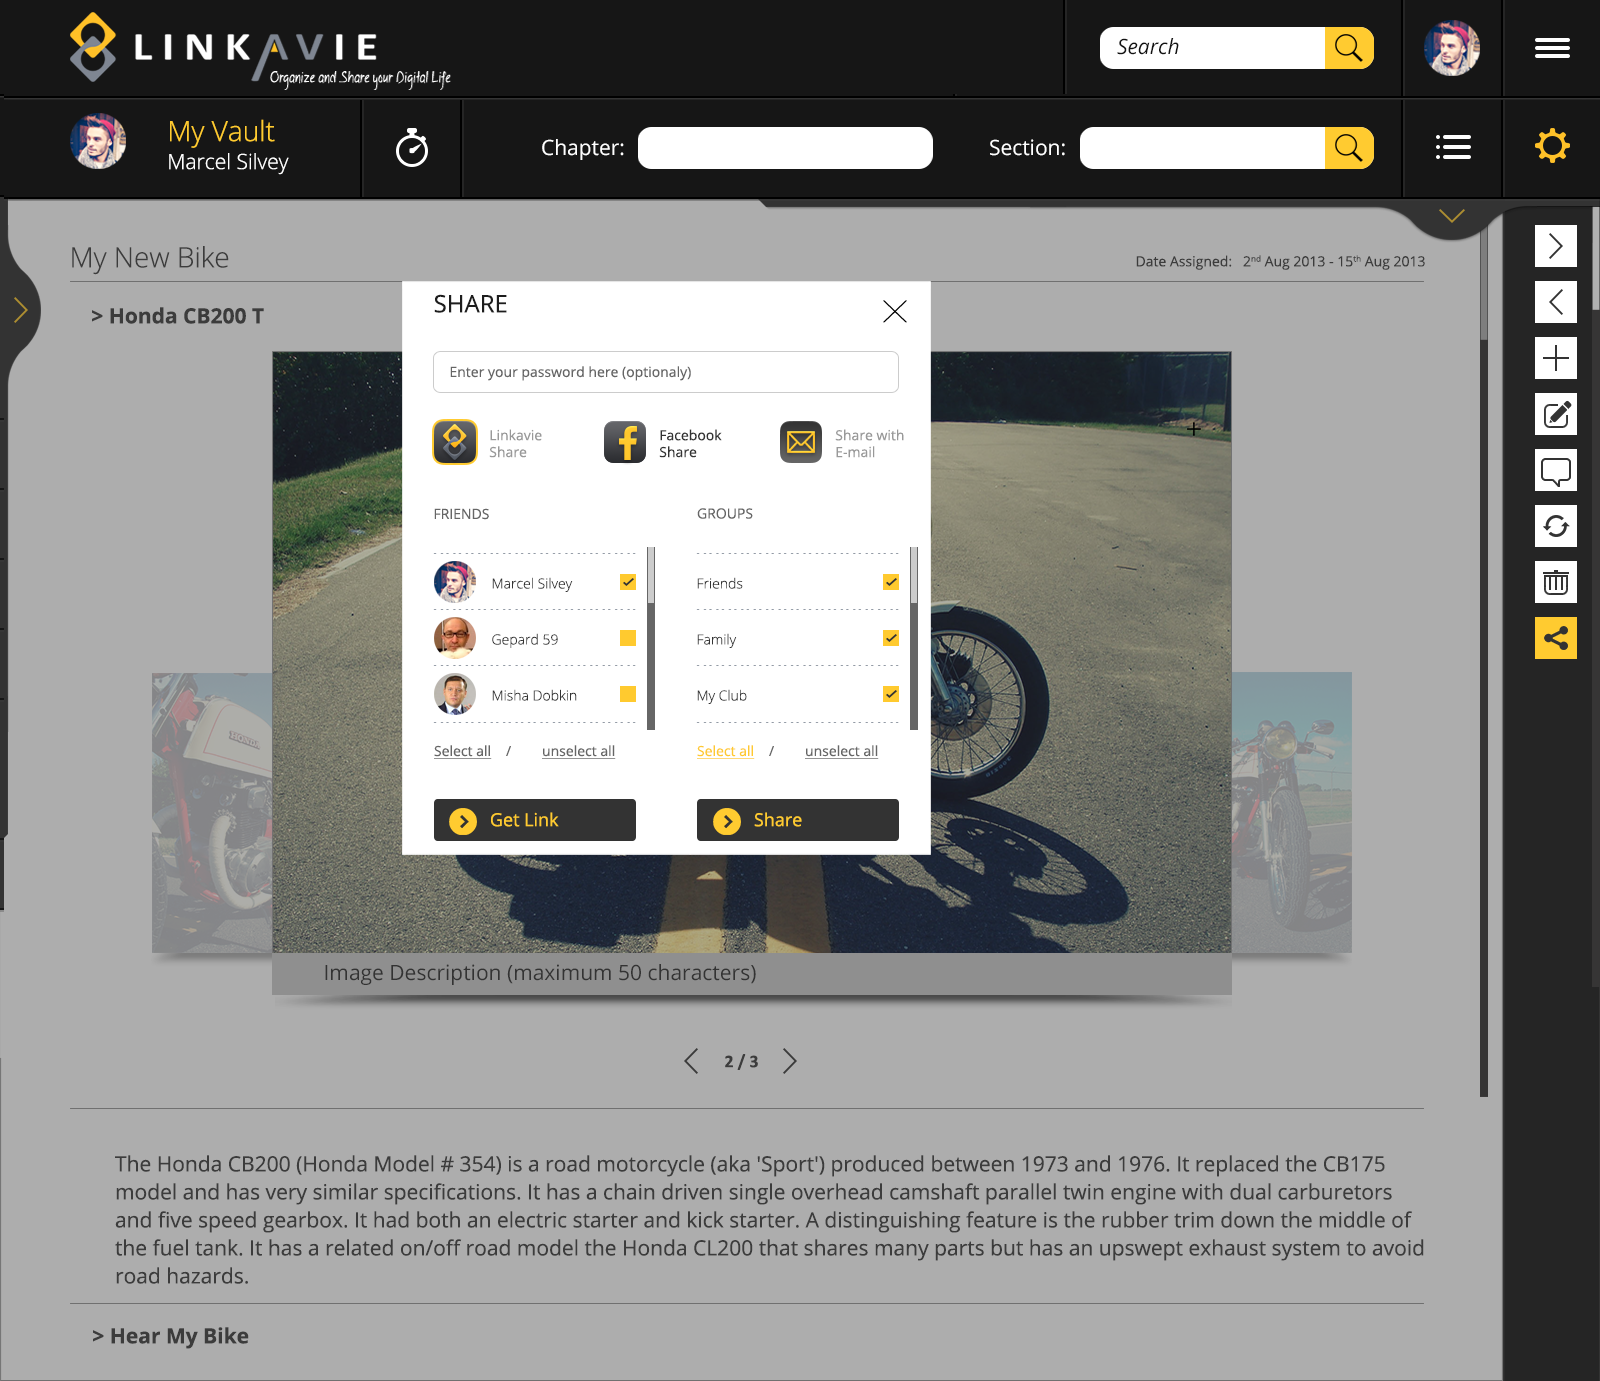 LINKAVIE
Organize and Share your Digital Life
Search
My Vault
Marcel Silvey
Chapter:
Section:
My New Bike
Date Assigned: 2nd Aug 2013 - 15th Aug 2013
> Honda CB200 T
SHARE
Enter your password here (optionaly)
Linkavie
Share
Facebook
Share
Share with
E-mail
FRIENDS
GROUPS
Marcel Silvey
Friends
Gepard 59
Family
Misha Dobkin
My Club
Select all / unselect all
Select all / unselect all
Get Link
Share
HONDA
Image Description (maximum 50 characters)
2 / 3
The Honda CB200 (Honda Model # 354) is a road motorcycle (aka 'Sport') produced between 1973 and 1976. It replaced the CB175
model and has very similar specifications. It has a chain driven single overhead camshaft parallel twin engine with dual carburetors
and five speed gearbox. It had both an electric starter and kick starter. A distinguishing feature is the rubber trim down the middle of
the fuel tank. It has a related on/off road model the Honda CL200 that shares many parts but has an upswept exhaust system to avoid
road hazards.
> Hear My Bike